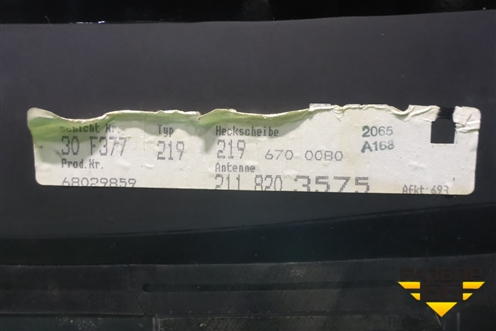 Schicht Nr. Typ Heckscheibe 2065
30 F377 219 219 670 0080 A168
Prod.Nr. Antenne
68029859 211 820 3575 Afkt:693